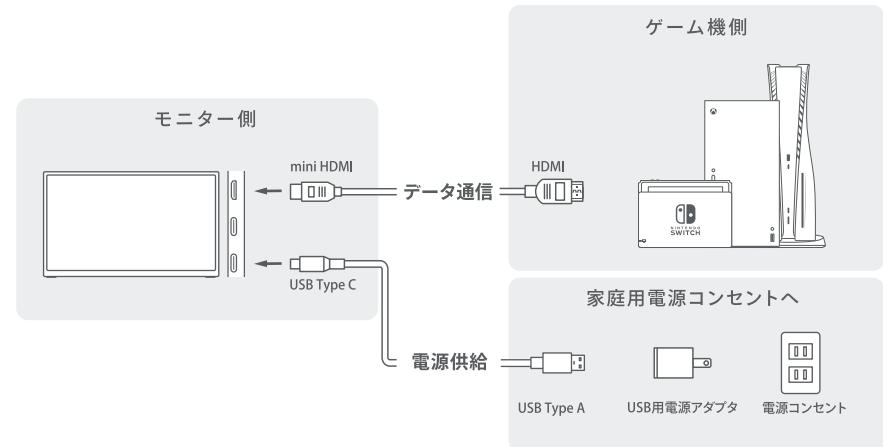 ゲーム機側
モニター側
mini HDMI
データ通信
HDMI
NINTENDO
SWITCH
USB Type C
家庭用電源コンセントへ
電源供給
USB Type A
USB用電源アダプタ
電源コンセント